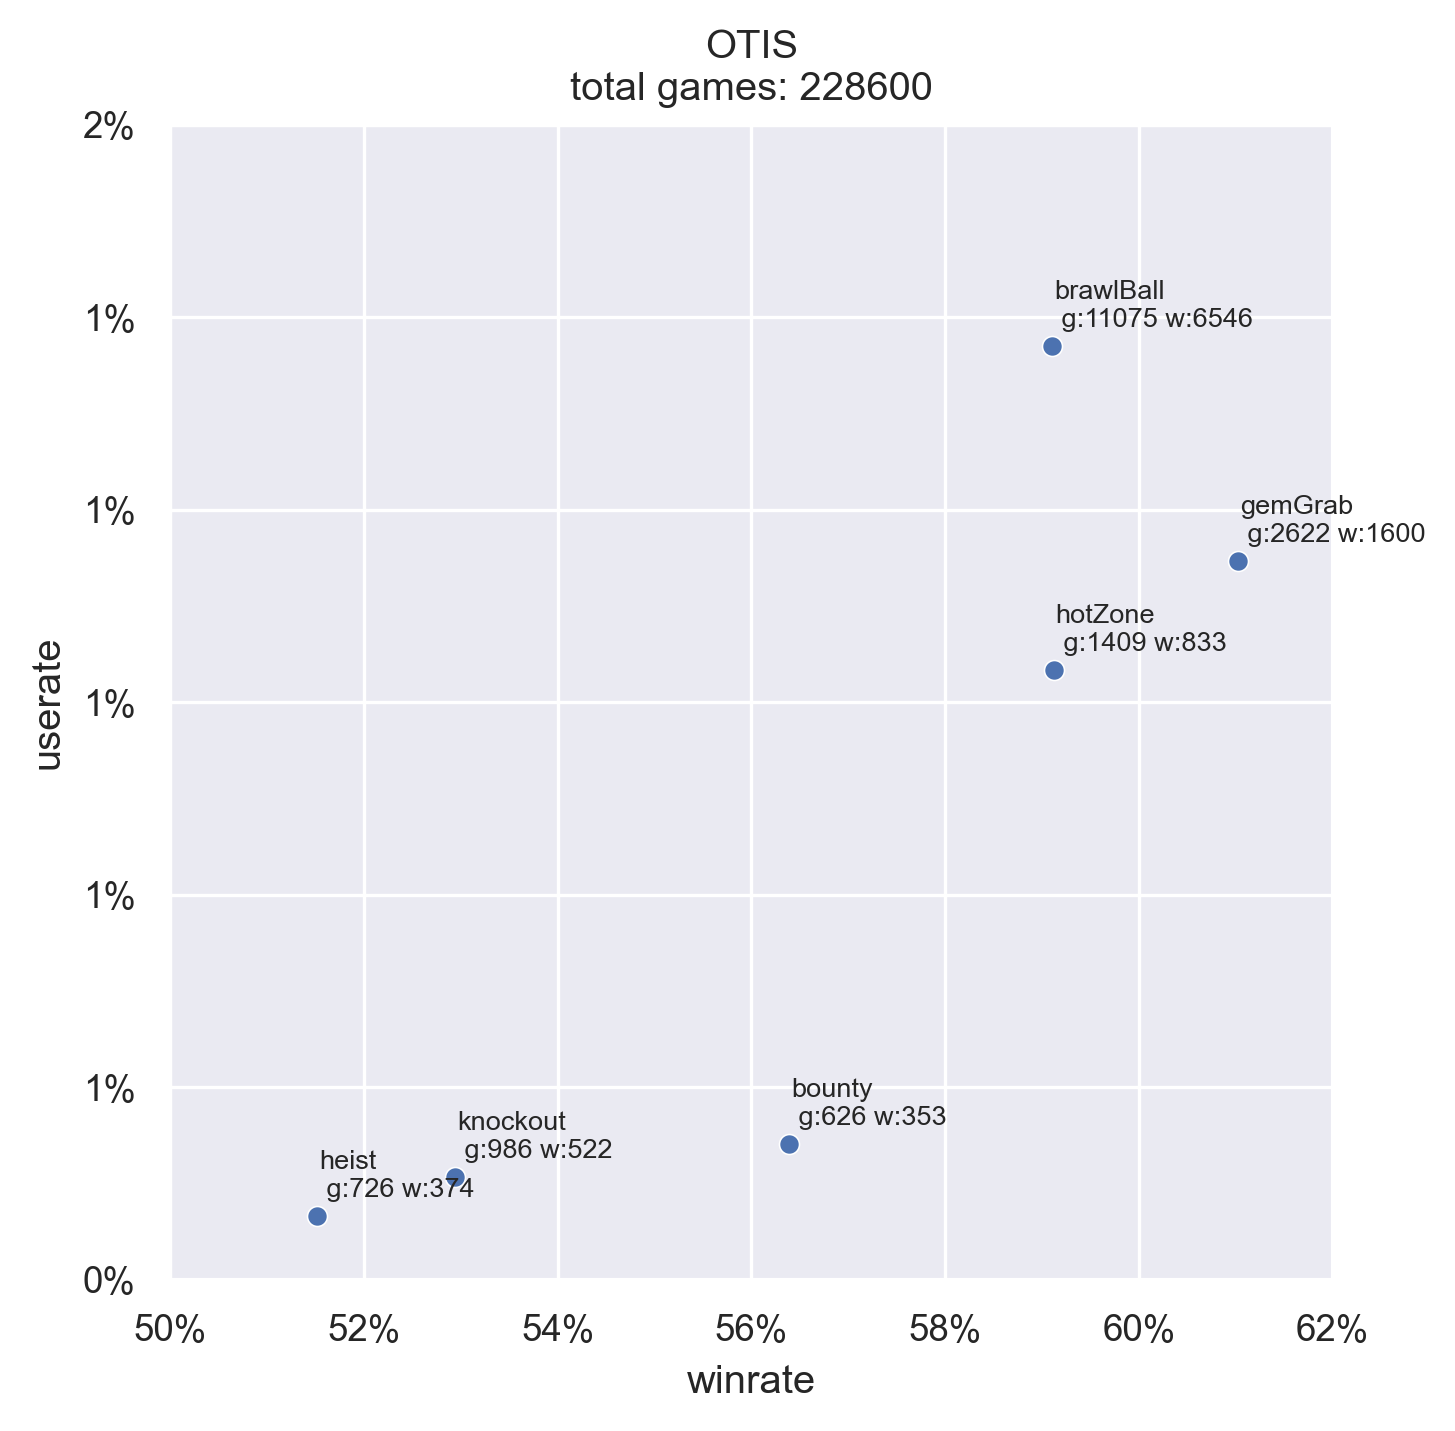 OTIS
total games: 228600
2%
1%
1%
1%
1%
1%
0%
userate
brawlBall
g:11075 w:6546
gemGrab
g:2622 w:1600
hotZone
g:1409 w:833
bounty
g:626 w:353
knockout
g:986 w:522
heist
g:726 w:374
50% 52% 54% 56% 58% 60% 62%
winrate